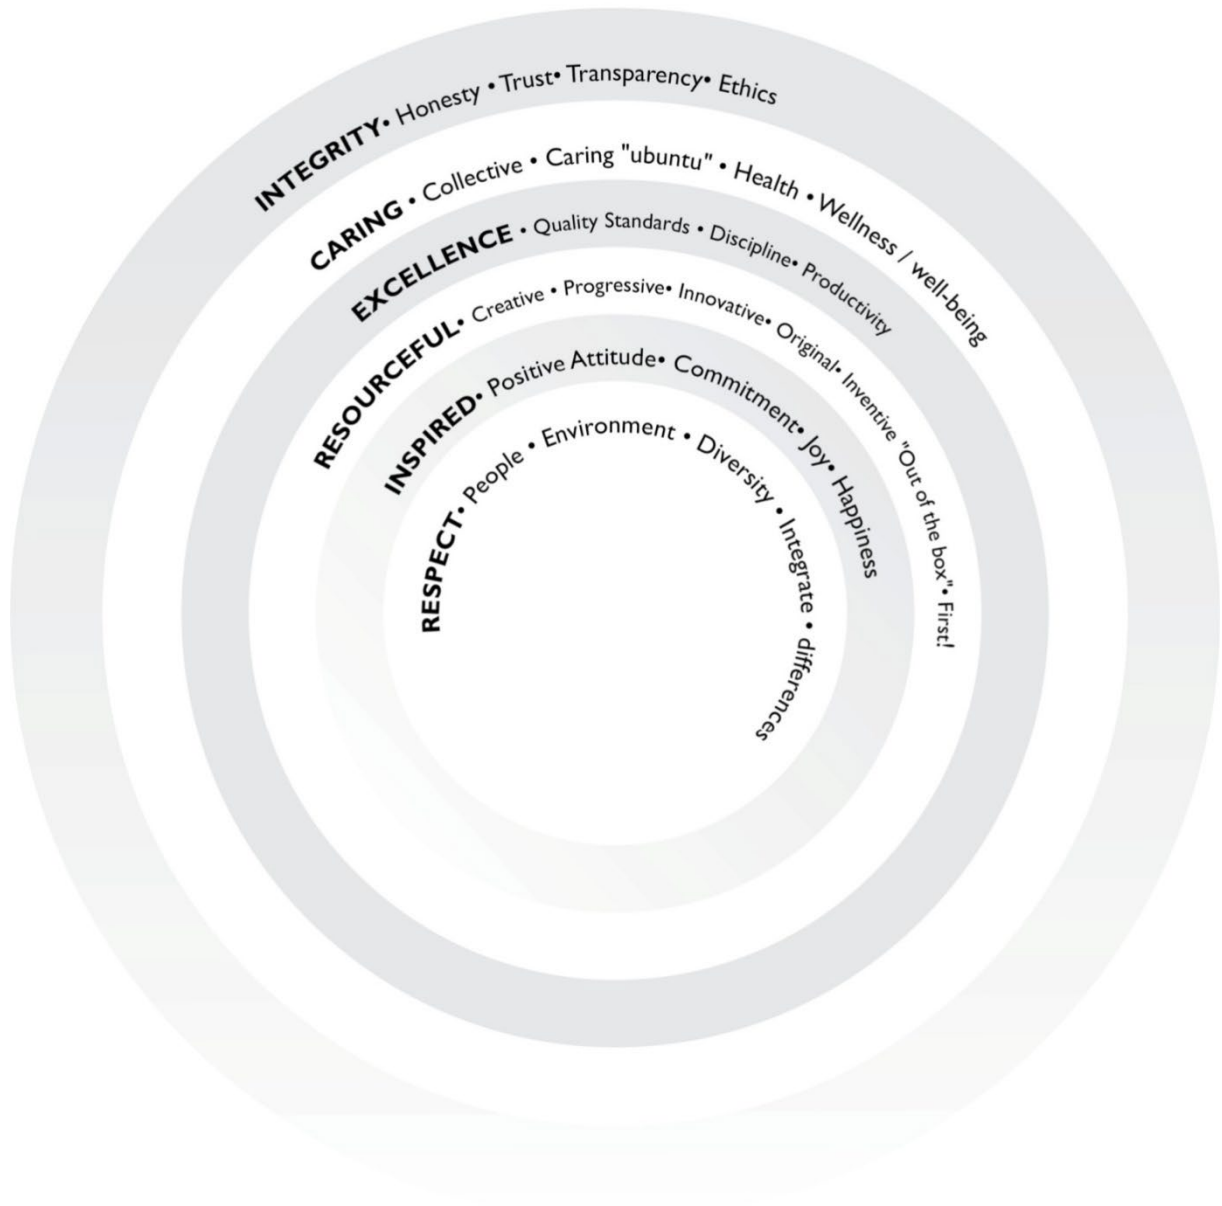 INTEGRITY• Honesty • Trust• Transparency• Ethics
CARING • Collective • Caring "ubuntu" • Health • Wellness / well-being
EXCELLENCE • Quality Standards • Discipline• Productivity
RESOURCEFUL• Creative • Progressive• Innovative• Original• Inventive "Out of the box"• First!
INSPIRED• Positive Attitude• Commitment• Joy• Happiness
RESPECT• People • Environment • Diversity • Integrate • differences